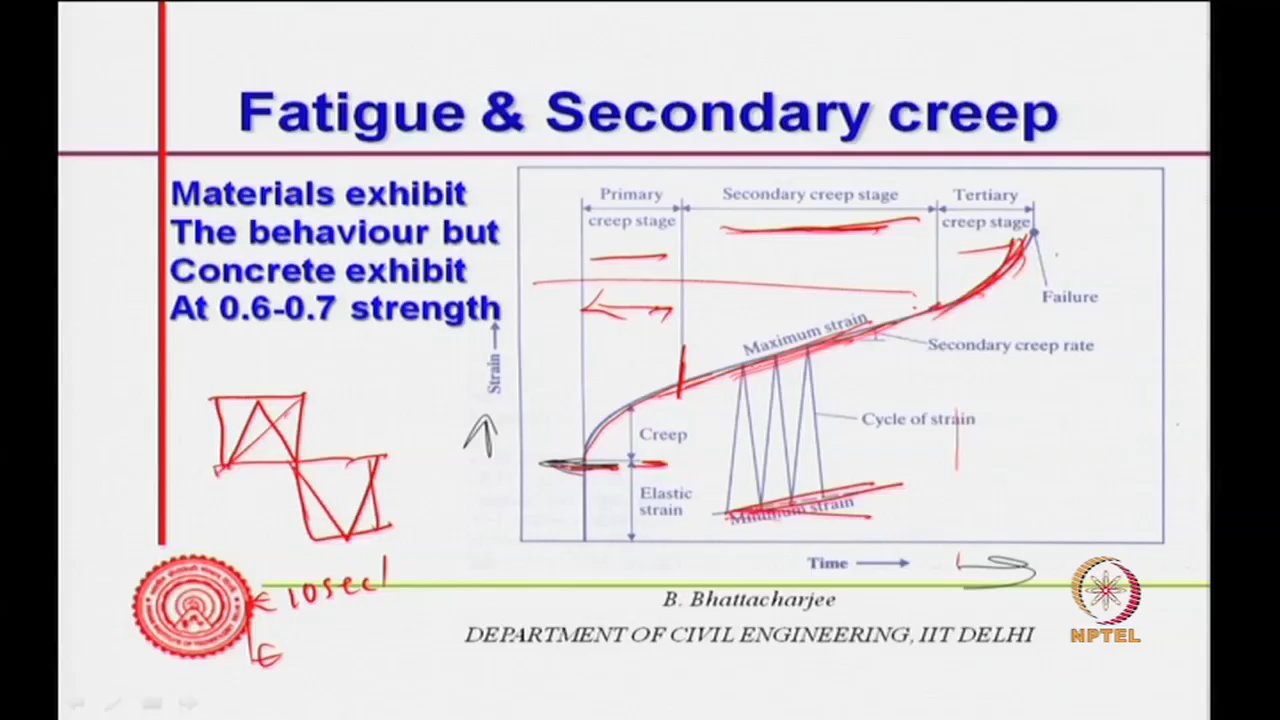 Fatigue & Secondary creep
Materials exhibit
The behaviour but
Concrete exhibit
At 0.6-0.7 strength
Primary
creep stage
Secondary creep stage
Tertiary
creep stage
Failure
Maximum strain
Secondary creep rate
Strain
Cycle of strain
Creep
Elastic
strain
Minimum strain
Time
10sec
B. Bhattacharjee
DEPARTMENT OF CIVIL ENGINEERING, IIT DELHI
NPTEL